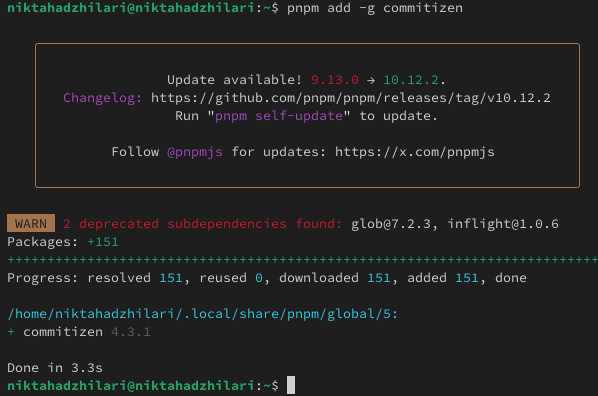 niktahadzhilari@niktahadzhilari:~$ pnpm add -g commitizen
Update available! 9.13.0 → 10.12.2.
Changelog: https://github.com/pnpm/pnpm/releases/tag/v10.12.2
Run "pnpm self-update" to update.
Follow @pnpmjs for updates: https://x.com/pnpmjs
WARN 2 deprecated subdependencies found: glob@7.2.3, inflight@1.0.6
Packages: +151
++++++++++++++++++++++++++++++++++++++++++++++++++++++++++++++++++++++++++
Progress: resolved 151, reused 0, downloaded 151, added 151, done
/home/niktahadzhilari/.local/share/pnpm/global/5:
+ commitizen 4.3.1
Done in 3.3s
niktahadzhilari@niktahadzhilari:~$